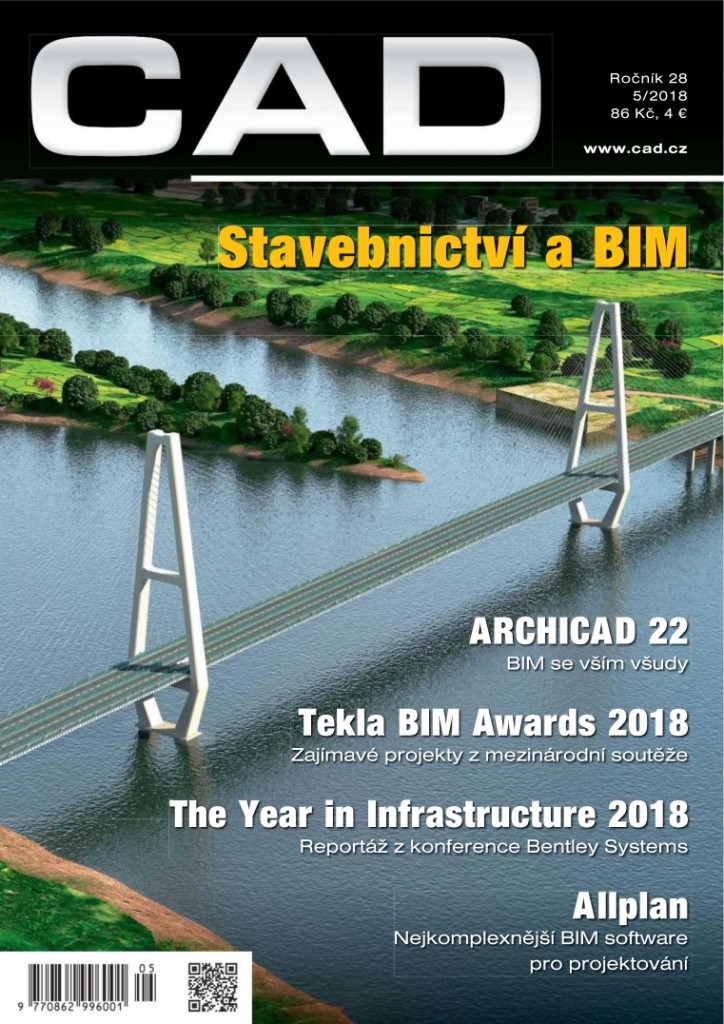 CAD
Ročník 28
5/2018
86 Kč, 4 €
www.cad.cz
Stavebnictví a BIM
ARCHICAD 22
BIM se vším všudy
Tekla BIM Awards 2018
Zajímavé projekty z mezinárodní soutěže
The Year in Infrastructure 2018
Reportáž z konference Bentley Systems
Allplan
Nejkomplexnější BIM software
pro projektování
05
9 770862 996001